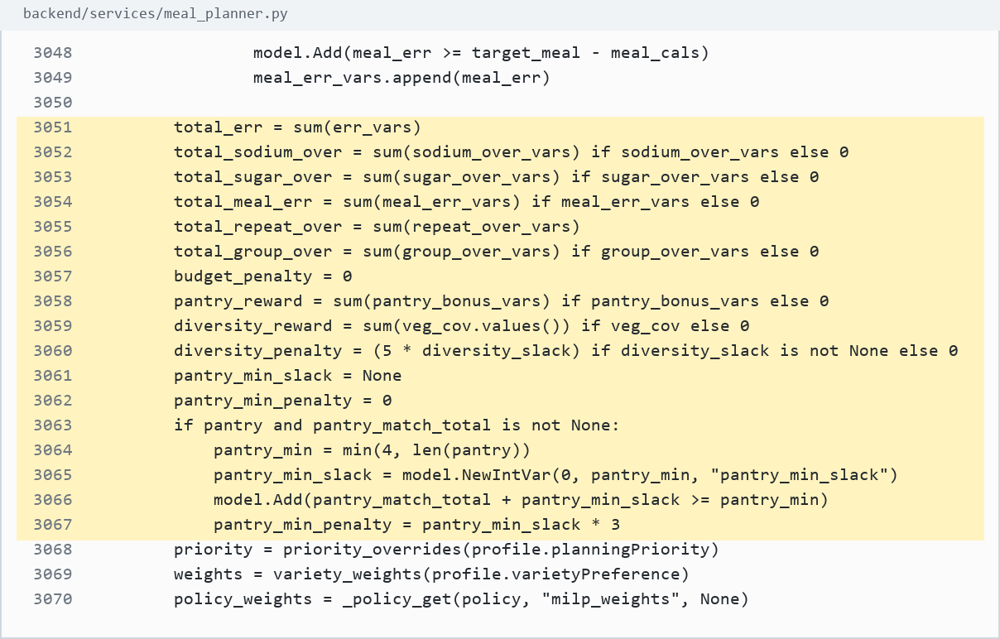 backend/services/meal_planner.py
3048                  model.Add(meal_err >= target_meal - meal_cals)
3049                  meal_err_vars.append(meal_err)
3050
3051          total_err = sum(err_vars)
3052          total_sodium_over = sum(sodium_over_vars) if sodium_over_vars else 0
3053          total_sugar_over = sum(sugar_over_vars) if sugar_over_vars else 0
3054          total_meal_err = sum(meal_err_vars) if meal_err_vars else 0
3055          total_repeat_over = sum(repeat_over_vars)
3056          total_group_over = sum(group_over_vars) if group_over_vars else 0
3057          budget_penalty = 0
3058          pantry_reward = sum(pantry_bonus_vars) if pantry_bonus_vars else 0
3059          diversity_reward = sum(veg_cov.values()) if veg_cov else 0
3060          diversity_penalty = (5 * diversity_slack) if diversity_slack is not None else 0
3061          pantry_min_slack = None
3062          pantry_min_penalty = 0
3063          if pantry and pantry_match_total is not None:
3064              pantry_min = min(4, len(pantry))
3065              pantry_min_slack = model.NewIntVar(0, pantry_min, "pantry_min_slack")
3066              model.Add(pantry_match_total + pantry_min_slack >= pantry_min)
3067              pantry_min_penalty = pantry_min_slack * 3
3068          priority = priority_overrides(profile.planningPriority)
3069          weights = variety_weights(profile.varietyPreference)
3070          policy_weights = _policy_get(policy, "milp_weights", None)